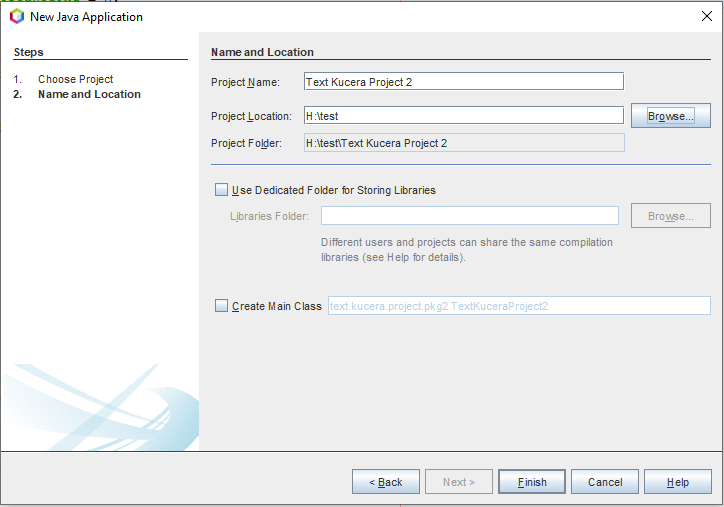 New Java Application
Steps
1. Choose Project
2. Name and Location
Name and Location
Project Name: Text Kucera Project 2
Project Location: H:\test Browse...
Project Folder: H:\test\Text Kucera Project 2
Use Dedicated Folder for Storing Libraries
Libraries Folder: Browse...
Different users and projects can share the same compilation
libraries (see Help for details).
Create Main Class text.kucera.project.pkg2.TextKuceraProject2
< Back Next > Finish Cancel Help